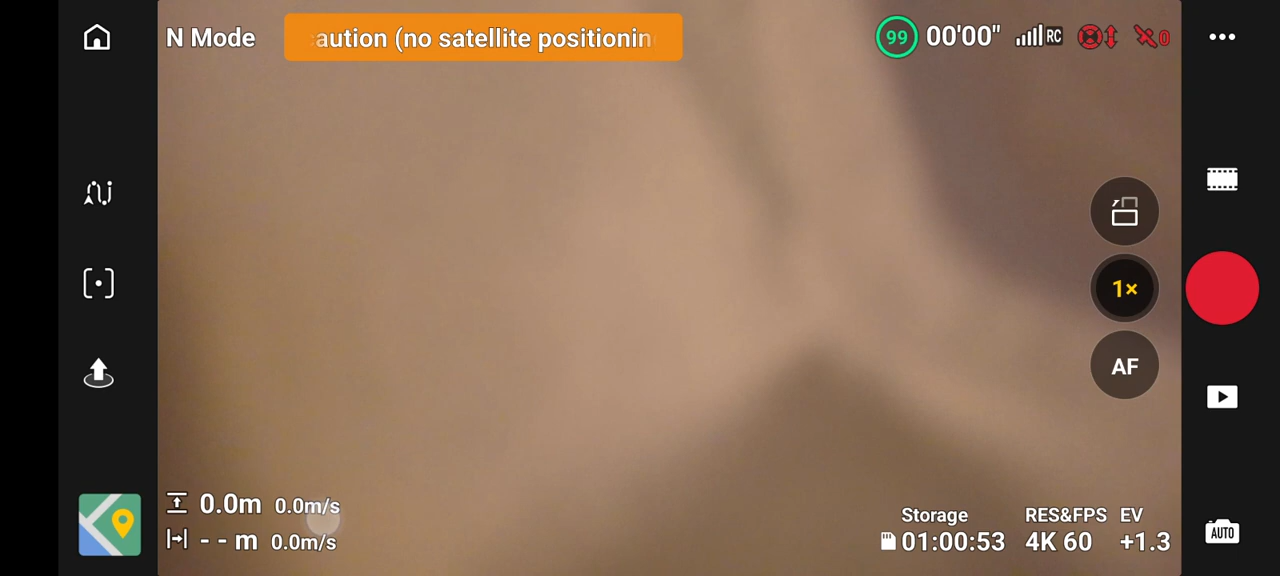 N Mode
aution (no satellite positionin
99
00'00"
RC
0
1×
AF
0.0m 0.0m/s
- - m 0.0m/s
Storage
01:00:53
RES&FPS
4K 60
EV
+1.3
AUTO